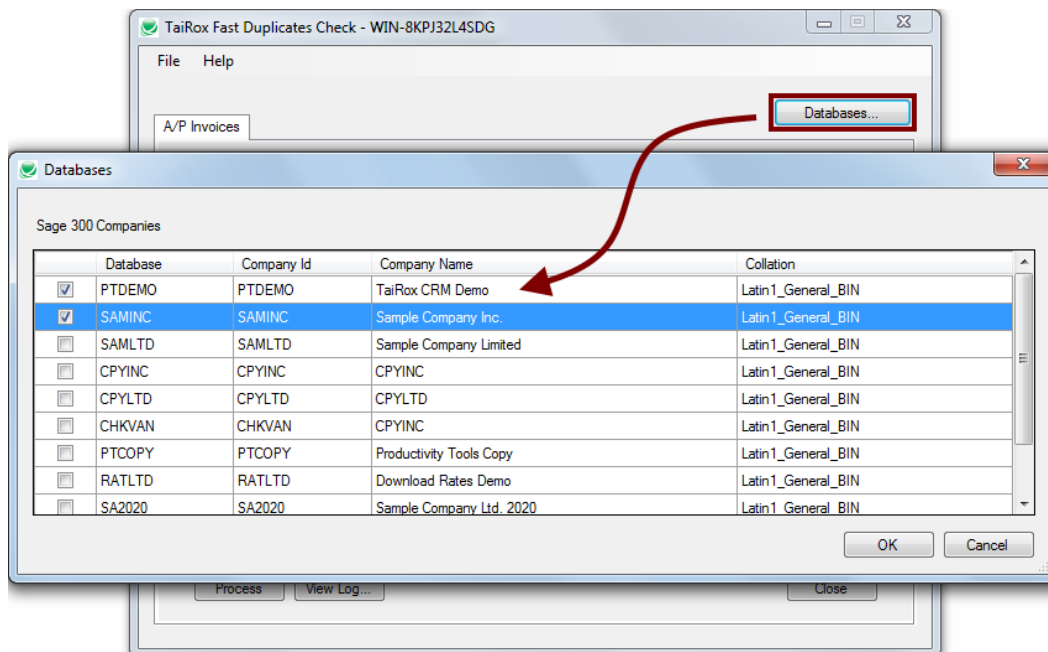 TaiRox Fast Duplicates Check - WIN-8KPJ32L4SDG
File Help
Databases...
A/P Invoices
Databases
Sage 300 Companies
Database Company Id Company Name Collation
PTDEMO PTDEMO TaiRox CRM Demo Latin1_General_BIN
SAMINC SAMINC Sample Company Inc. Latin1_General_BIN
SAMLTD SAMLTD Sample Company Limited Latin1_General_BIN
CPYINC CPYINC CPYINC Latin1_General_BIN
CPYLTD CPYLTD CPYLTD Latin1_General_BIN
CHKVAN CHKVAN CPYINC Latin1_General_BIN
PTCOPY PTCOPY Productivity Tools Copy Latin1_General_BIN
RATLTD RATLTD Download Rates Demo Latin1_General_BIN
SA2020 SA2020 Sample Company Ltd. 2020 Latin1_General_BIN
OK Cancel
Process View Log... Close